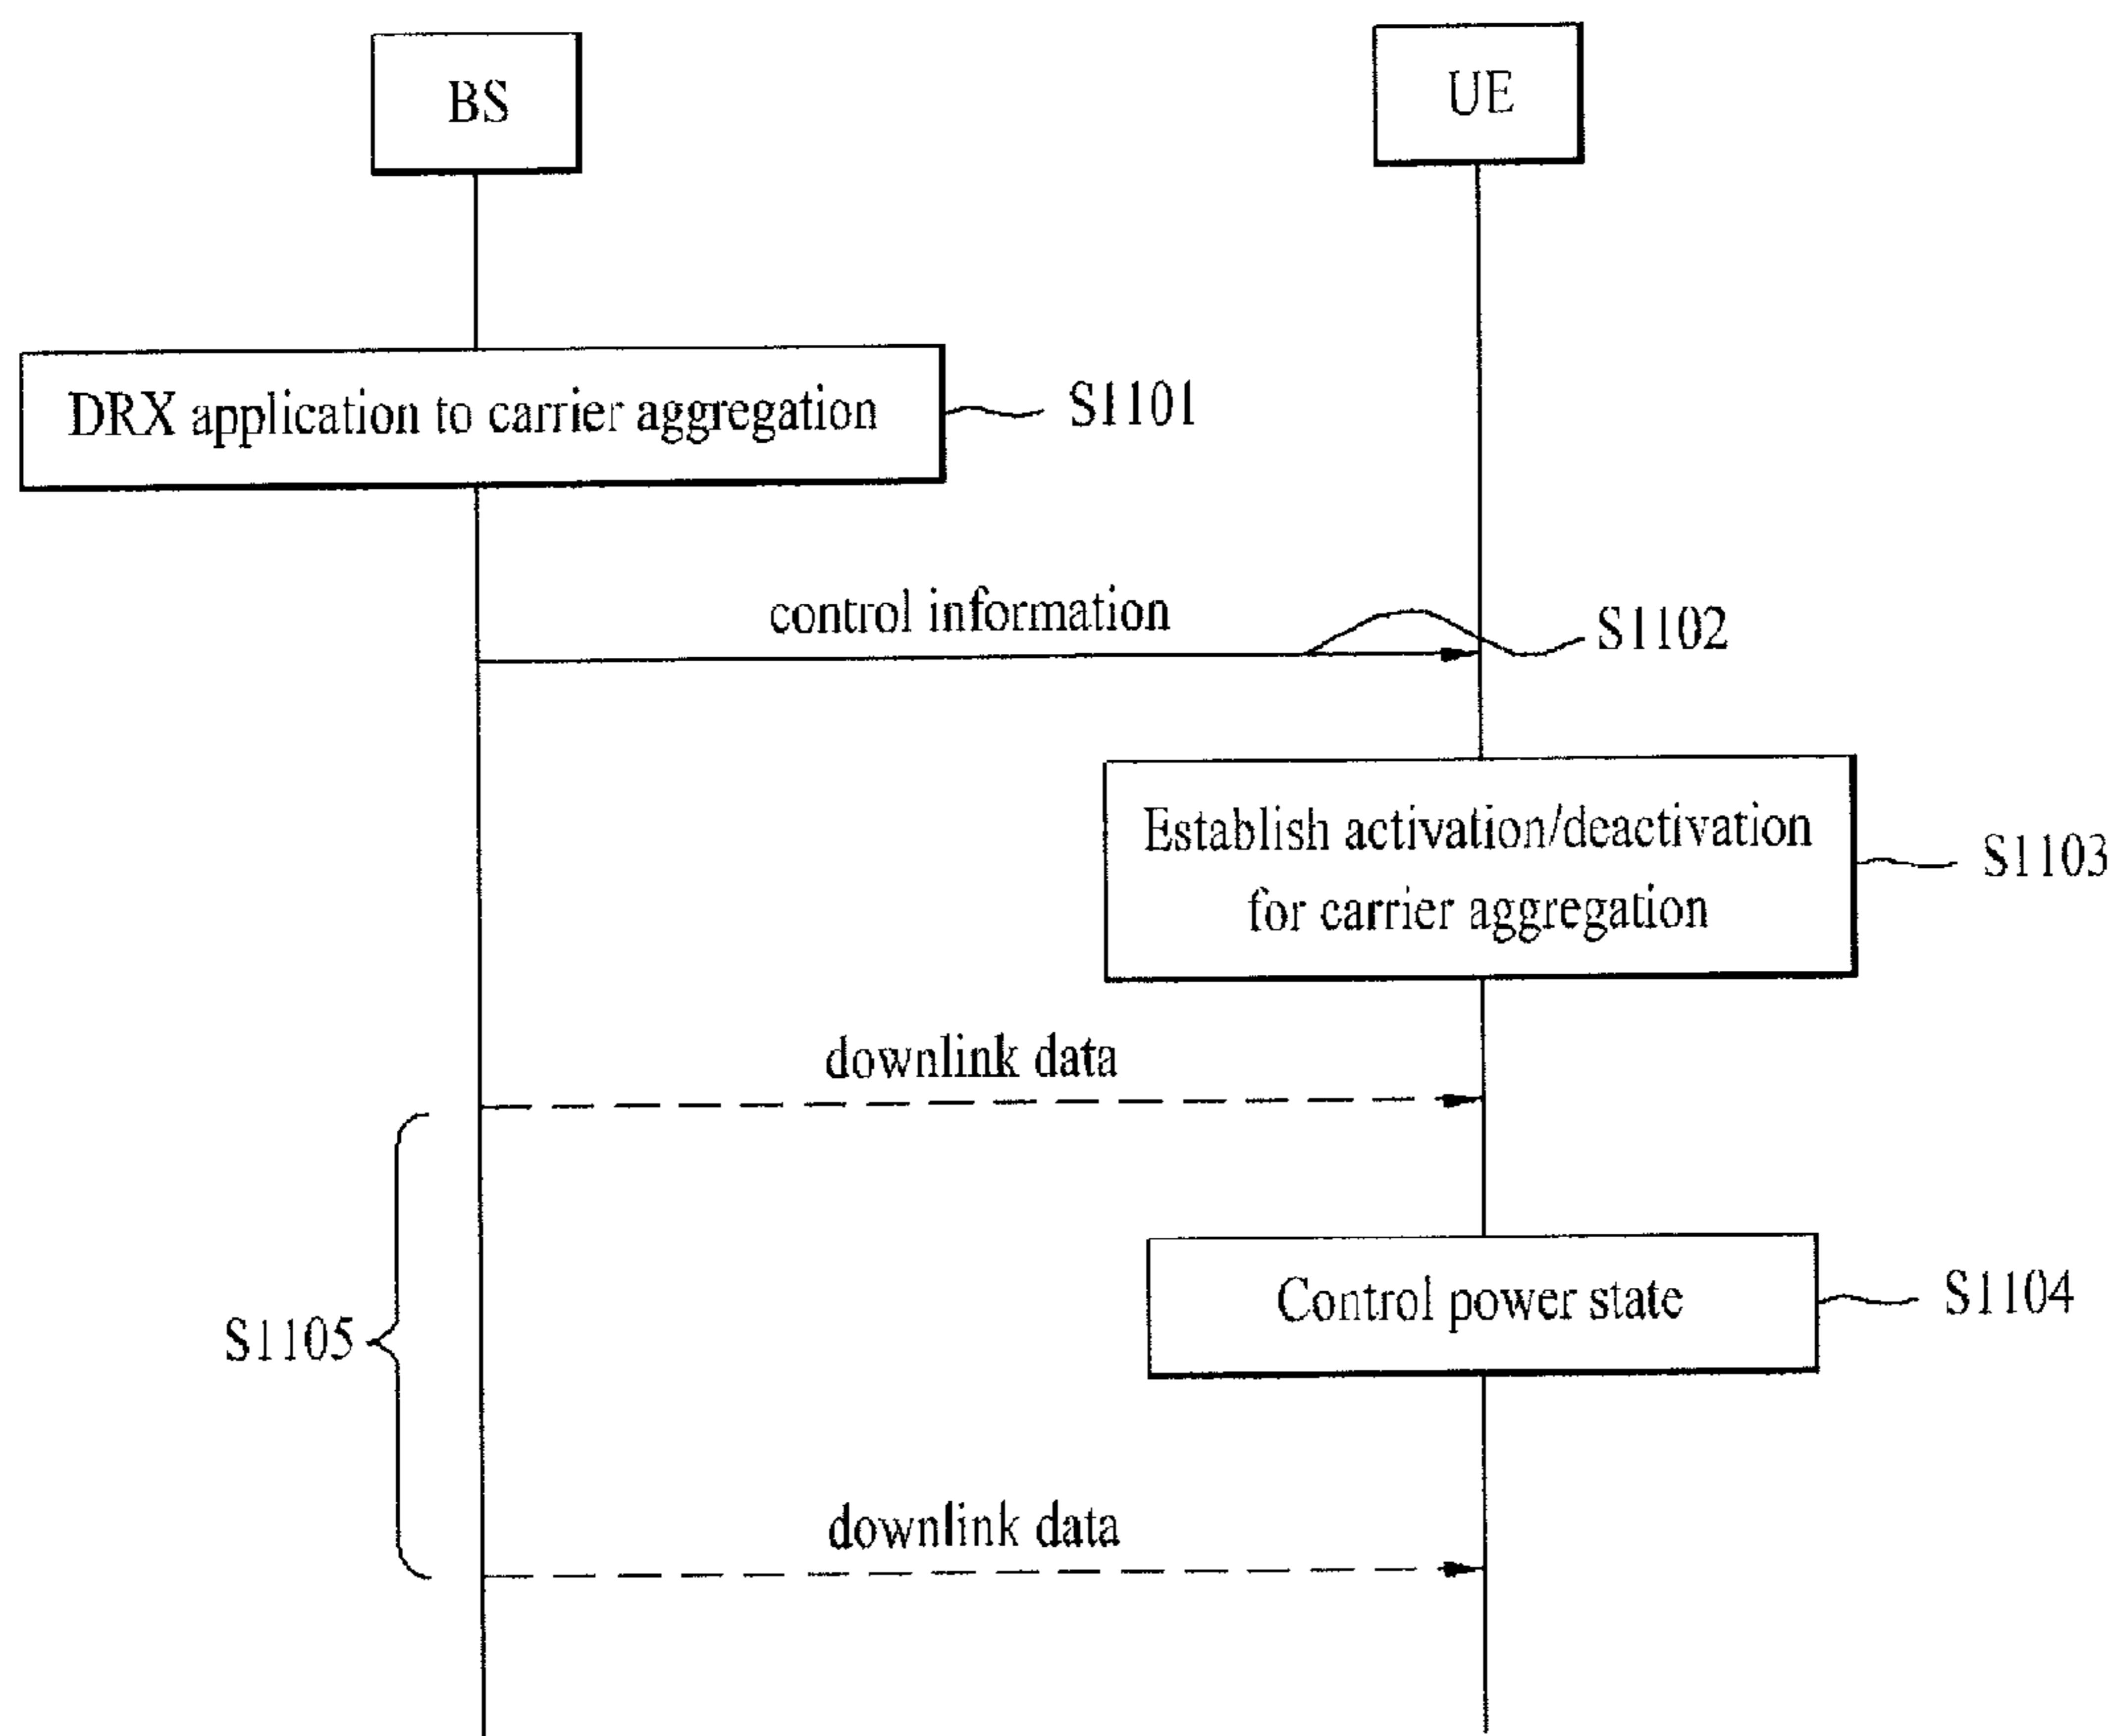 BS
UE
DRX application to carrier aggregation
S1101
control information
S1102
Establish activation/deactivation
for carrier aggregation
S1103
downlink data
Control power state
S1104
S1105
downlink data